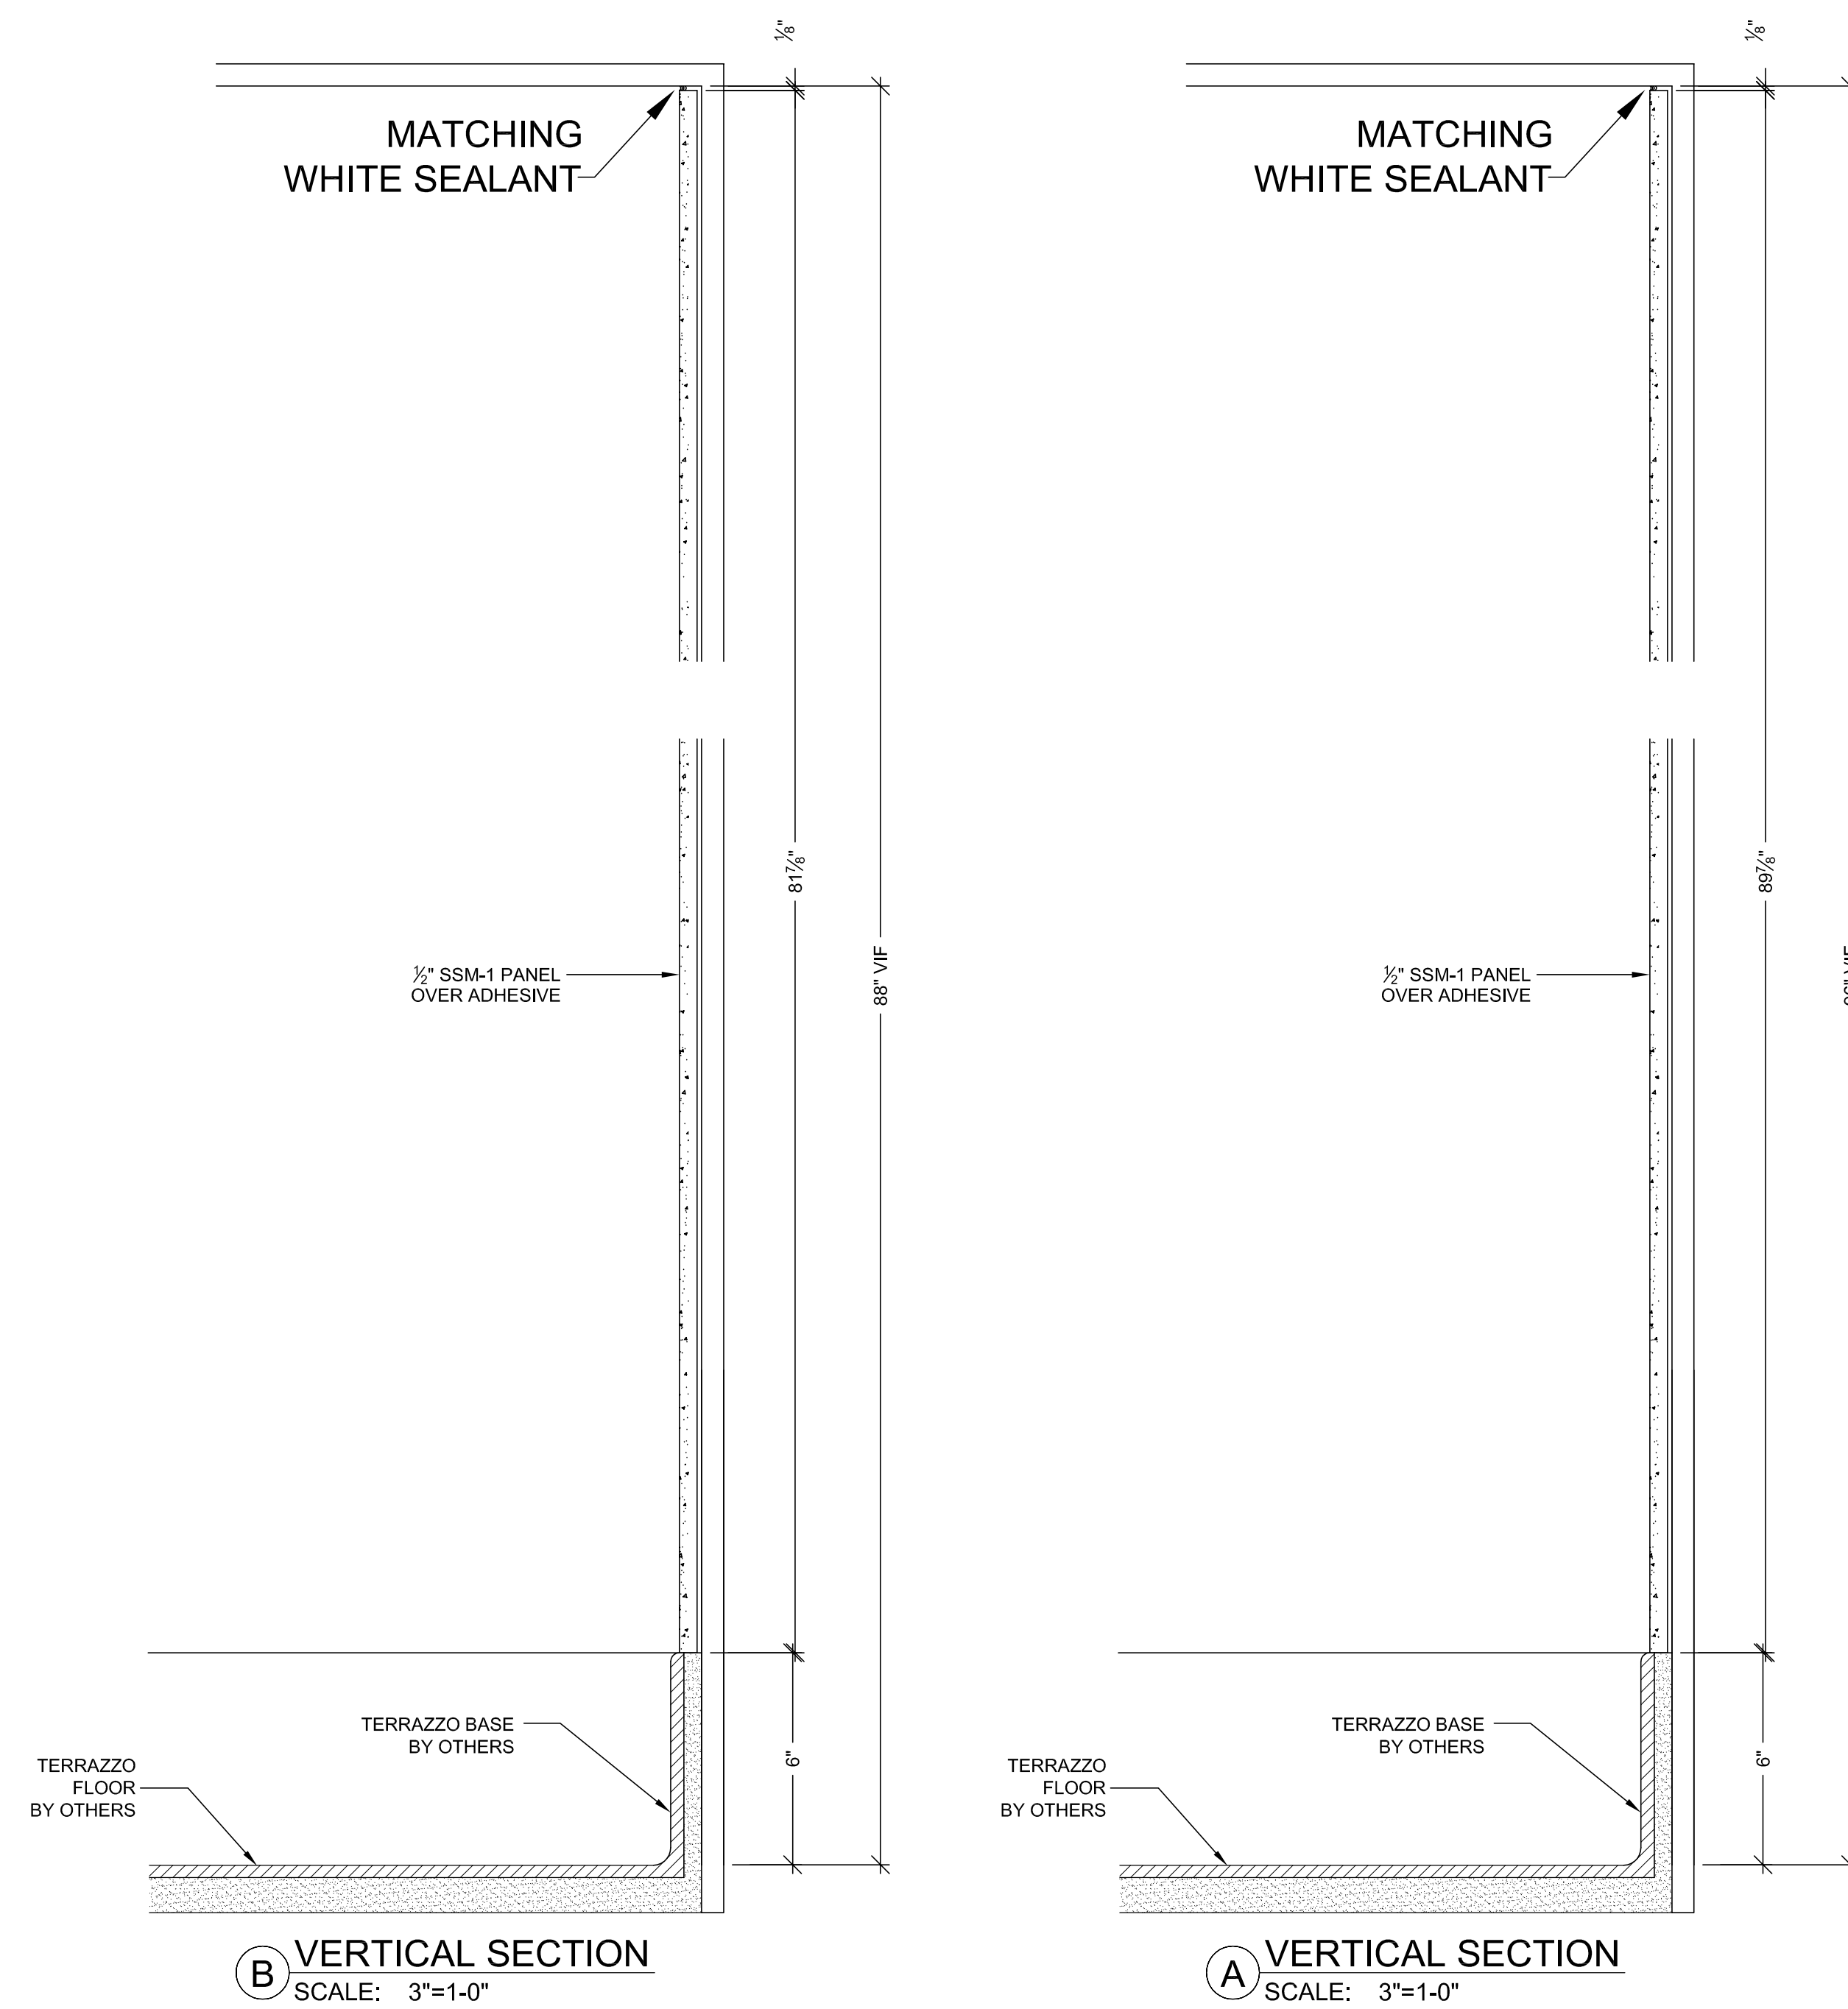 ⅛"
MATCHING
WHITE SEALANT
81⅞"
88" VIF
½" SSM-1 PANEL
OVER ADHESIVE
TERRAZZO BASE
BY OTHERS
6"
TERRAZZO
FLOOR
BY OTHERS
B
VERTICAL SECTION
SCALE: 3"=1-0"
⅛"
MATCHING
WHITE SEALANT
89⅞"
½" SSM-1 PANEL
OVER ADHESIVE
TERRAZZO BASE
BY OTHERS
6"
TERRAZZO
FLOOR
BY OTHERS
A
VERTICAL SECTION
SCALE: 3"=1-0"